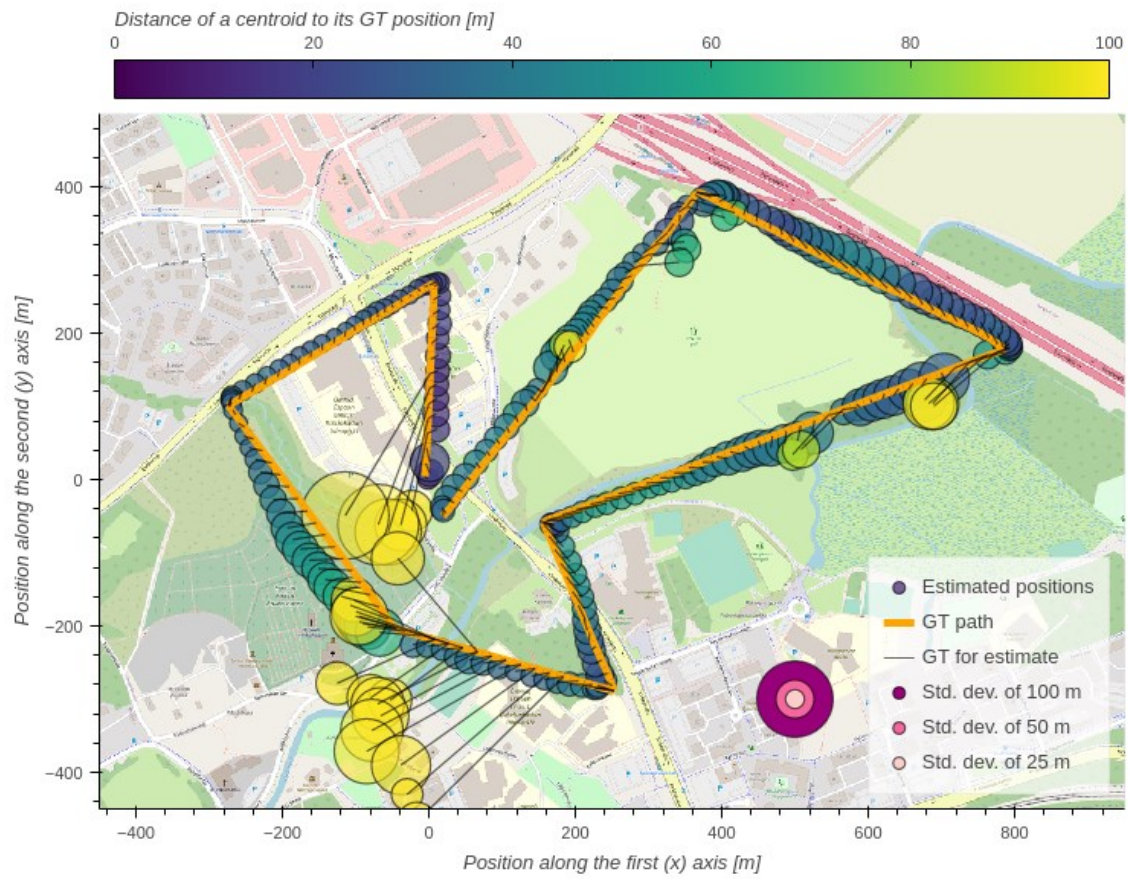 Distance of a centroid to its GT position [m]
0 20 40 60 80 100
Position along the second (y) axis [m]
400
200
0
−200
−400
−400 −200 0 200 400 600 800
Position along the first (x) axis [m]
Estimated positions
GT path
GT for estimate
Std. dev. of 100 m
Std. dev. of 50 m
Std. dev. of 25 m